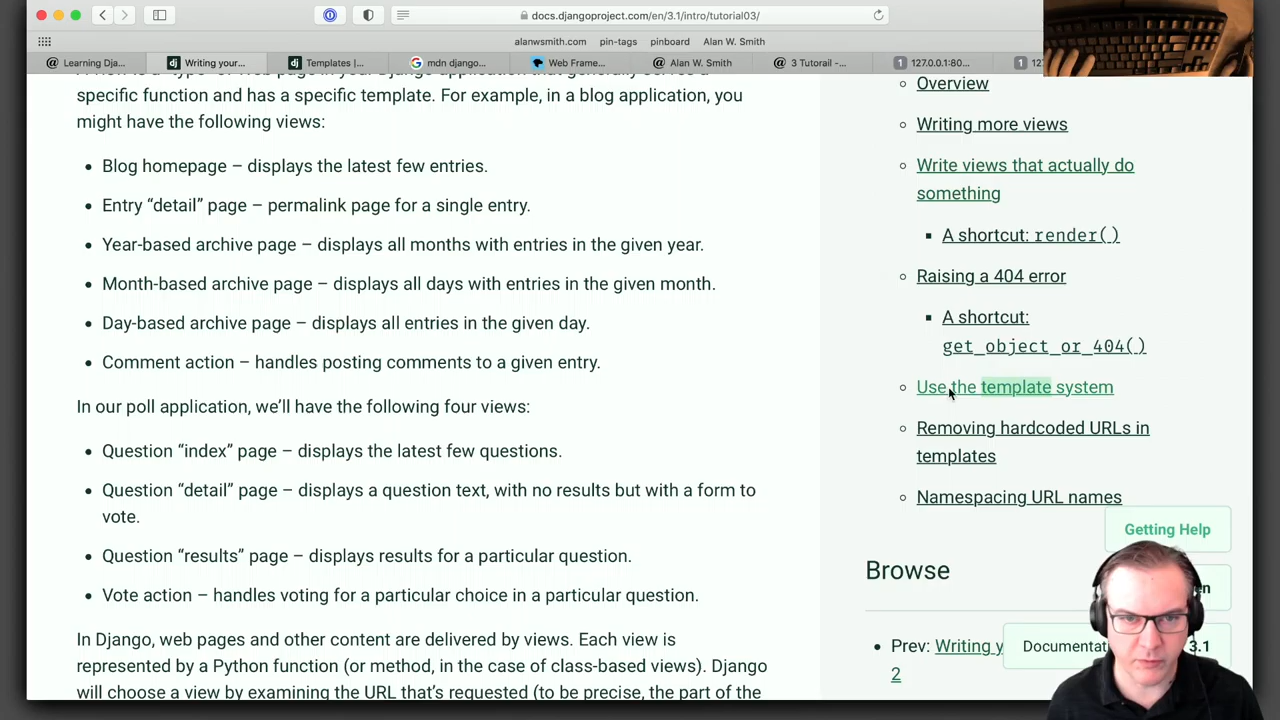 docs.djangoproject.com/en/3.1/intro/tutorial03/
alanwsmith.com pin-tags pinboard Alan W. Smith
Learning Dja... Writing your... Templates |... mdn django... Web Frame... Alan W. Smith 3 Tutorail -... 127.0.0.1:80...
specific function and has a specific template. For example, in a blog application, you
might have the following views:
• Blog homepage – displays the latest few entries.
• Entry “detail” page – permalink page for a single entry.
• Year-based archive page – displays all months with entries in the given year.
• Month-based archive page – displays all days with entries in the given month.
• Day-based archive page – displays all entries in the given day.
• Comment action – handles posting comments to a given entry.
In our poll application, we’ll have the following four views:
• Question “index” page – displays the latest few questions.
• Question “detail” page – displays a question text, with no results but with a form to
vote.
• Question “results” page – displays results for a particular question.
• Vote action – handles voting for a particular choice in a particular question.
In Django, web pages and other content are delivered by views. Each view is
represented by a Python function (or method, in the case of class-based views). Django
will choose a view by examining the URL that’s requested (to be precise, the part of the
Overview
Writing more views
Write views that actually do
something
A shortcut: render()
Raising a 404 error
A shortcut:
get_object_or_404()
Use the template system
Removing hardcoded URLs in
templates
Namespacing URL names
Getting Help
Browse
en
• Prev: Writing y
2
Documentat 3.1